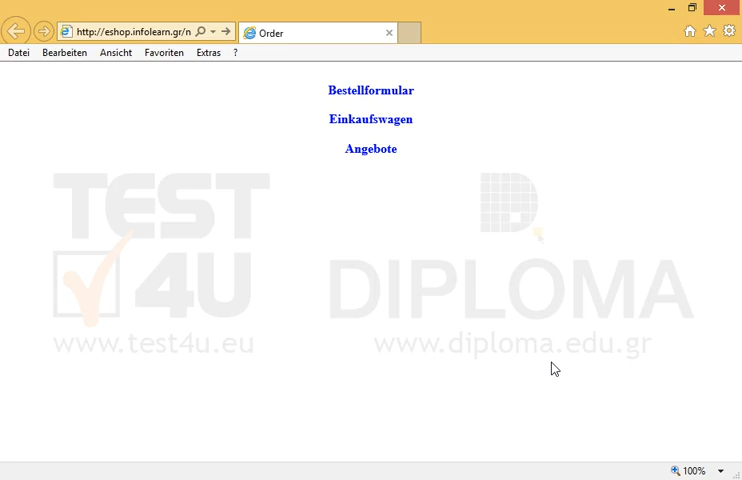 http://eshop.infolearn.gr/n
Order
Datei Bearbeiten Ansicht Favoriten Extras ?
Bestellformular
Einkaufswagen
Angebote
TEST
4U
www.test4u.eu
DIPLOMA
www.diploma.edu.gr
100%